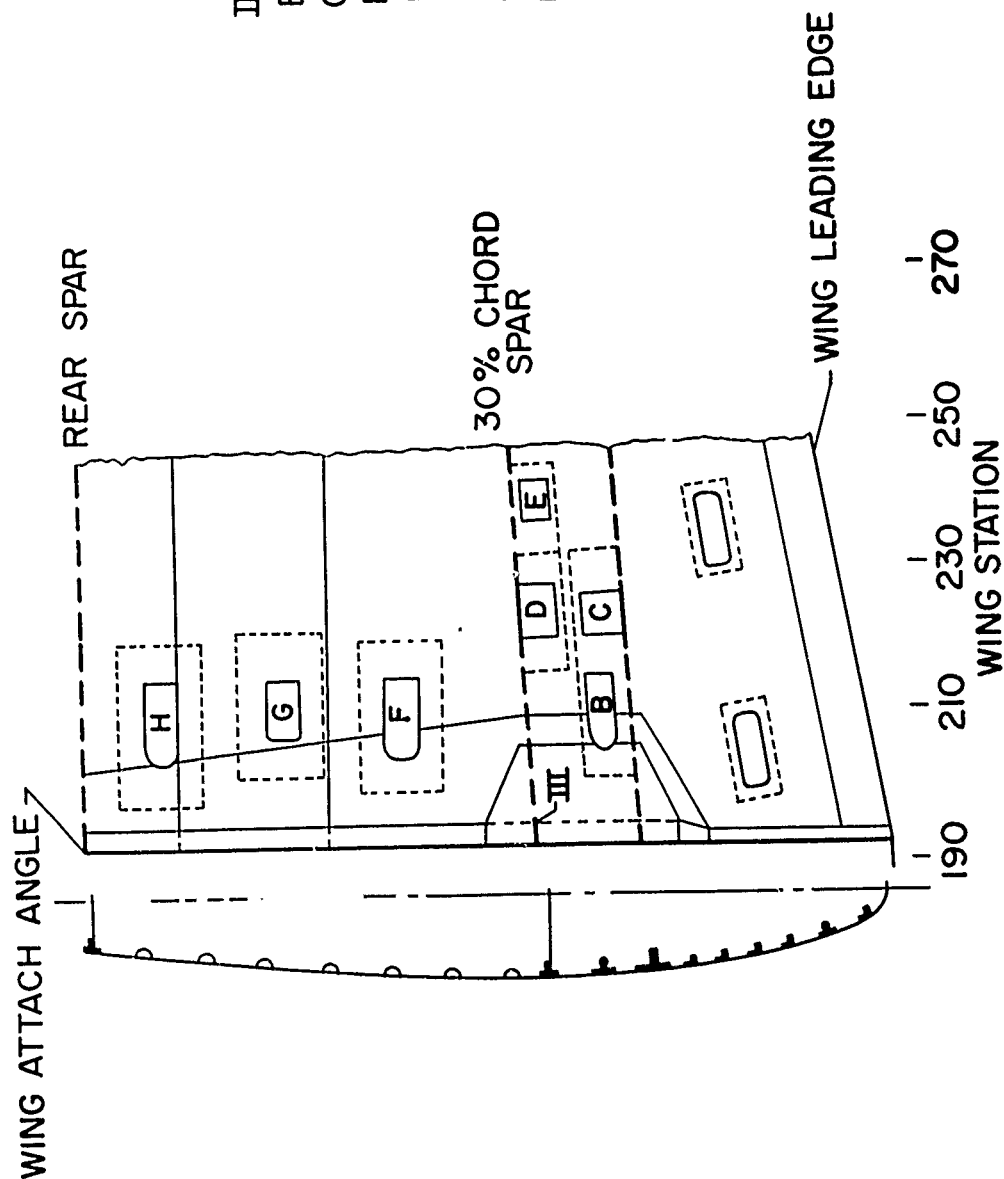 WING ATTACH ANGLE
REAR SPAR
H
G
F
30% CHORD
SPAR
E
D
C
B
III
WING LEADING EDGE
190
210
230
250
270
WING STATION